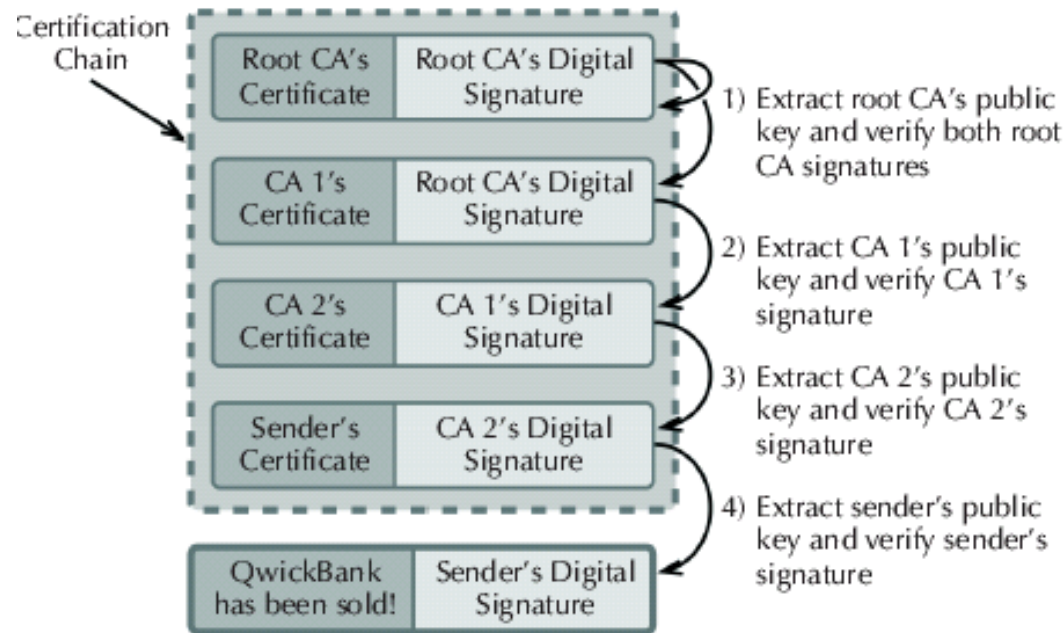 Certification
Chain
Root CA's
Certificate
Root CA's Digital
Signature
1) Extract root CA's public
key and verify both root
CA signatures
CA 1's
Certificate
Root CA's Digital
Signature
2) Extract CA 1's public
key and verify CA 1's
signature
CA 2's
Certificate
CA 1's Digital
Signature
3) Extract CA 2's public
key and verify CA 2's
signature
Sender's
Certificate
CA 2's Digital
Signature
4) Extract sender's public
key and verify sender's
signature
QwickBank
has been sold!
Sender's Digital
Signature